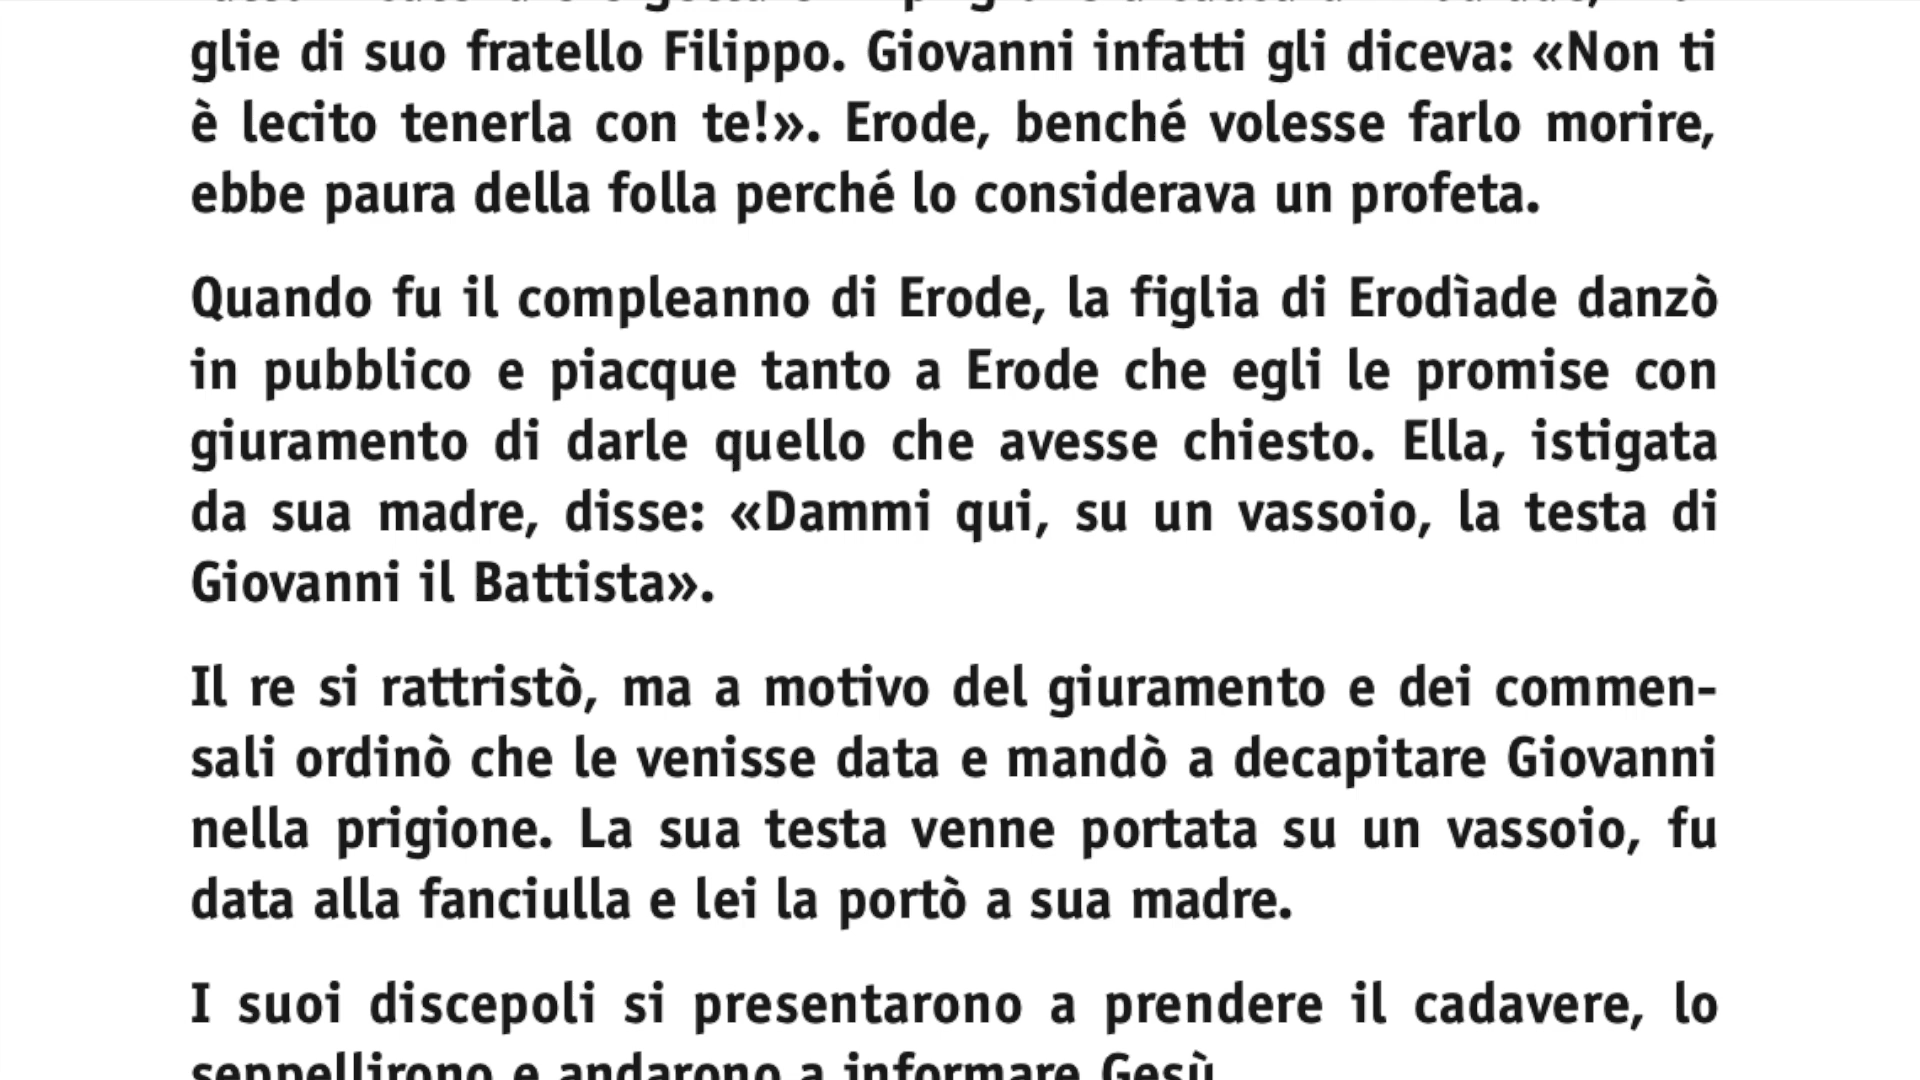 glie di suo fratello Filippo. Giovanni infatti gli diceva: «Non ti
è lecito tenerla con te!». Erode, benché volesse farlo morire,
ebbe paura della folla perché lo considerava un profeta.
Quando fu il compleanno di Erode, la figlia di Erodìade danzò
in pubblico e piacque tanto a Erode che egli le promise con
giuramento di darle quello che avesse chiesto. Ella, istigata
da sua madre, disse: «Dammi qui, su un vassoio, la testa di
Giovanni il Battista».
Il re si rattristò, ma a motivo del giuramento e dei commen-
sali ordinò che le venisse data e mandò a decapitare Giovanni
nella prigione. La sua testa venne portata su un vassoio, fu
data alla fanciulla e lei la portò a sua madre.
I suoi discepoli si presentarono a prendere il cadavere, lo
seppellirono e andarono a informare Gesù